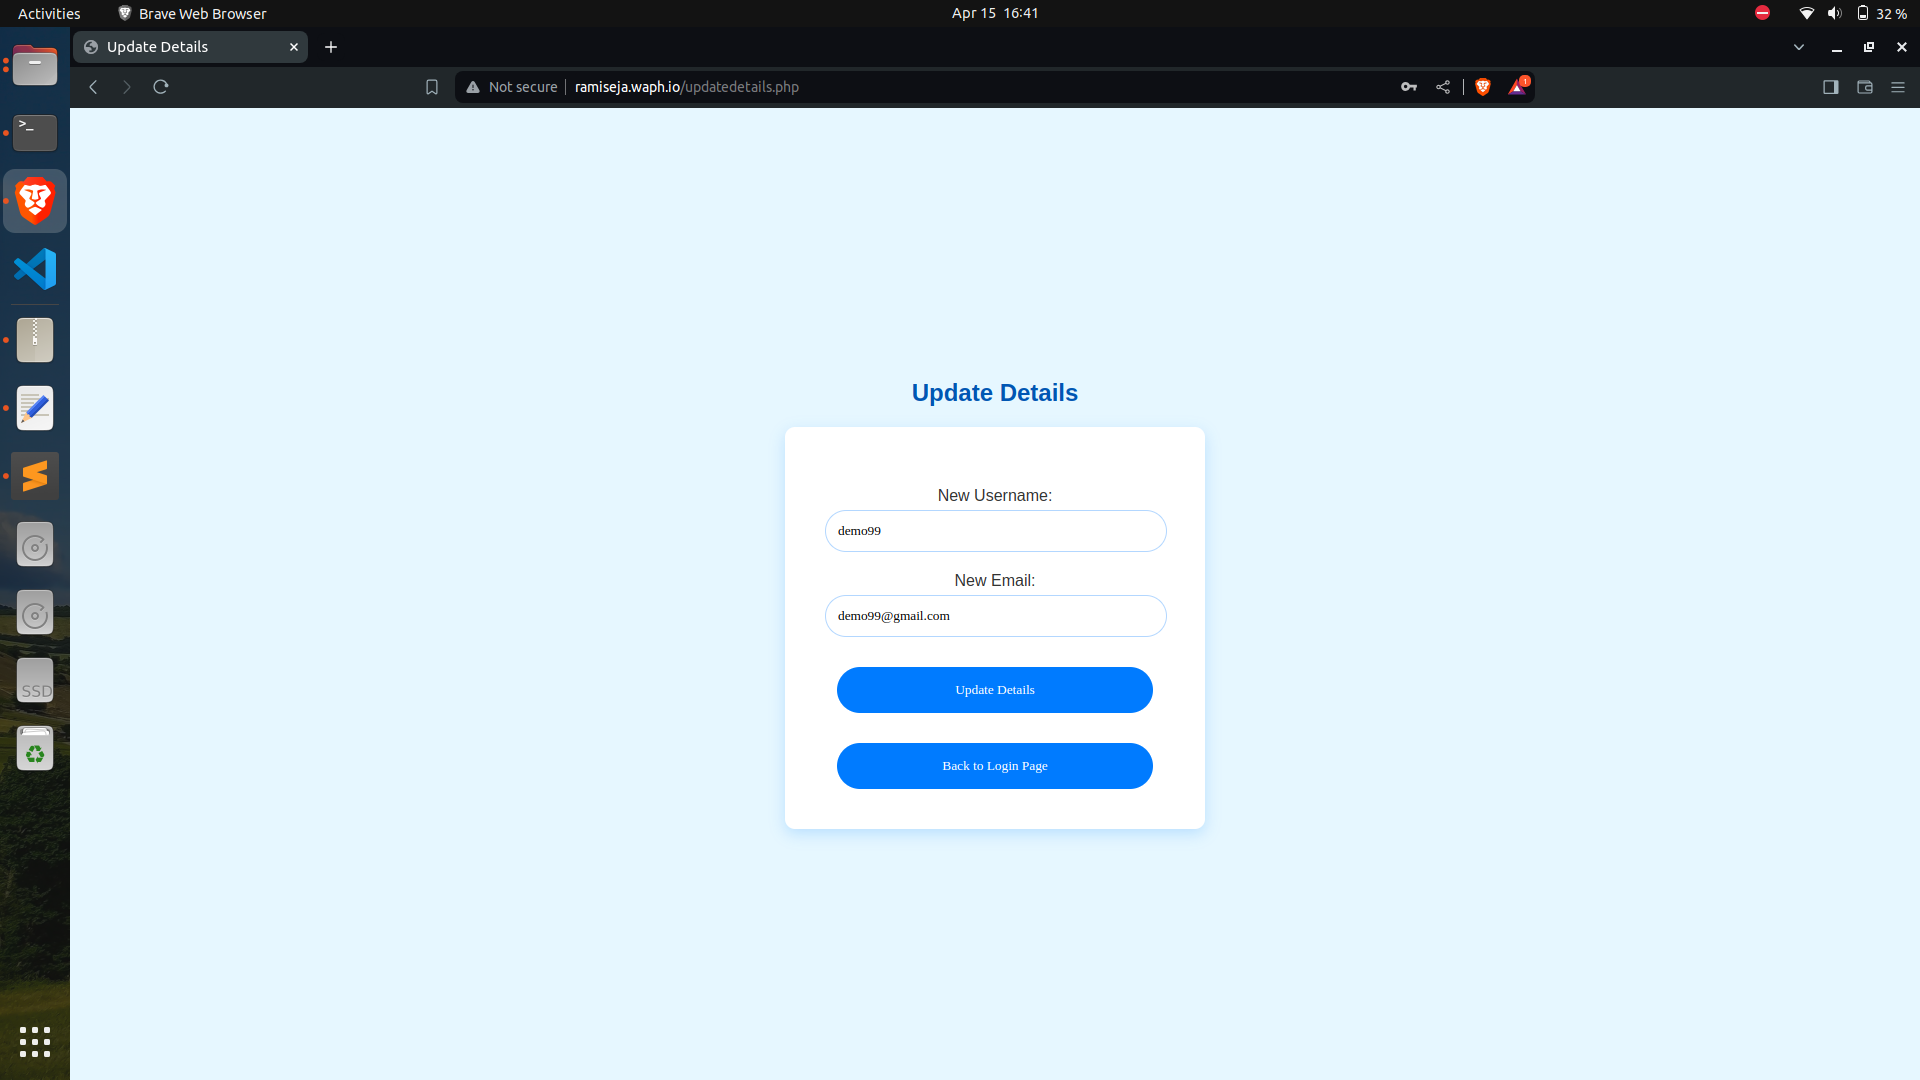 Activities
Brave Web Browser
Apr 15 16:41
32 %
Update Details
Not secure
ramiseja.waph.io/updatedetails.php
1
>_
SSD
Update Details
New Username:
demo99
New Email:
demo99@gmail.com
Update Details
Back to Login Page